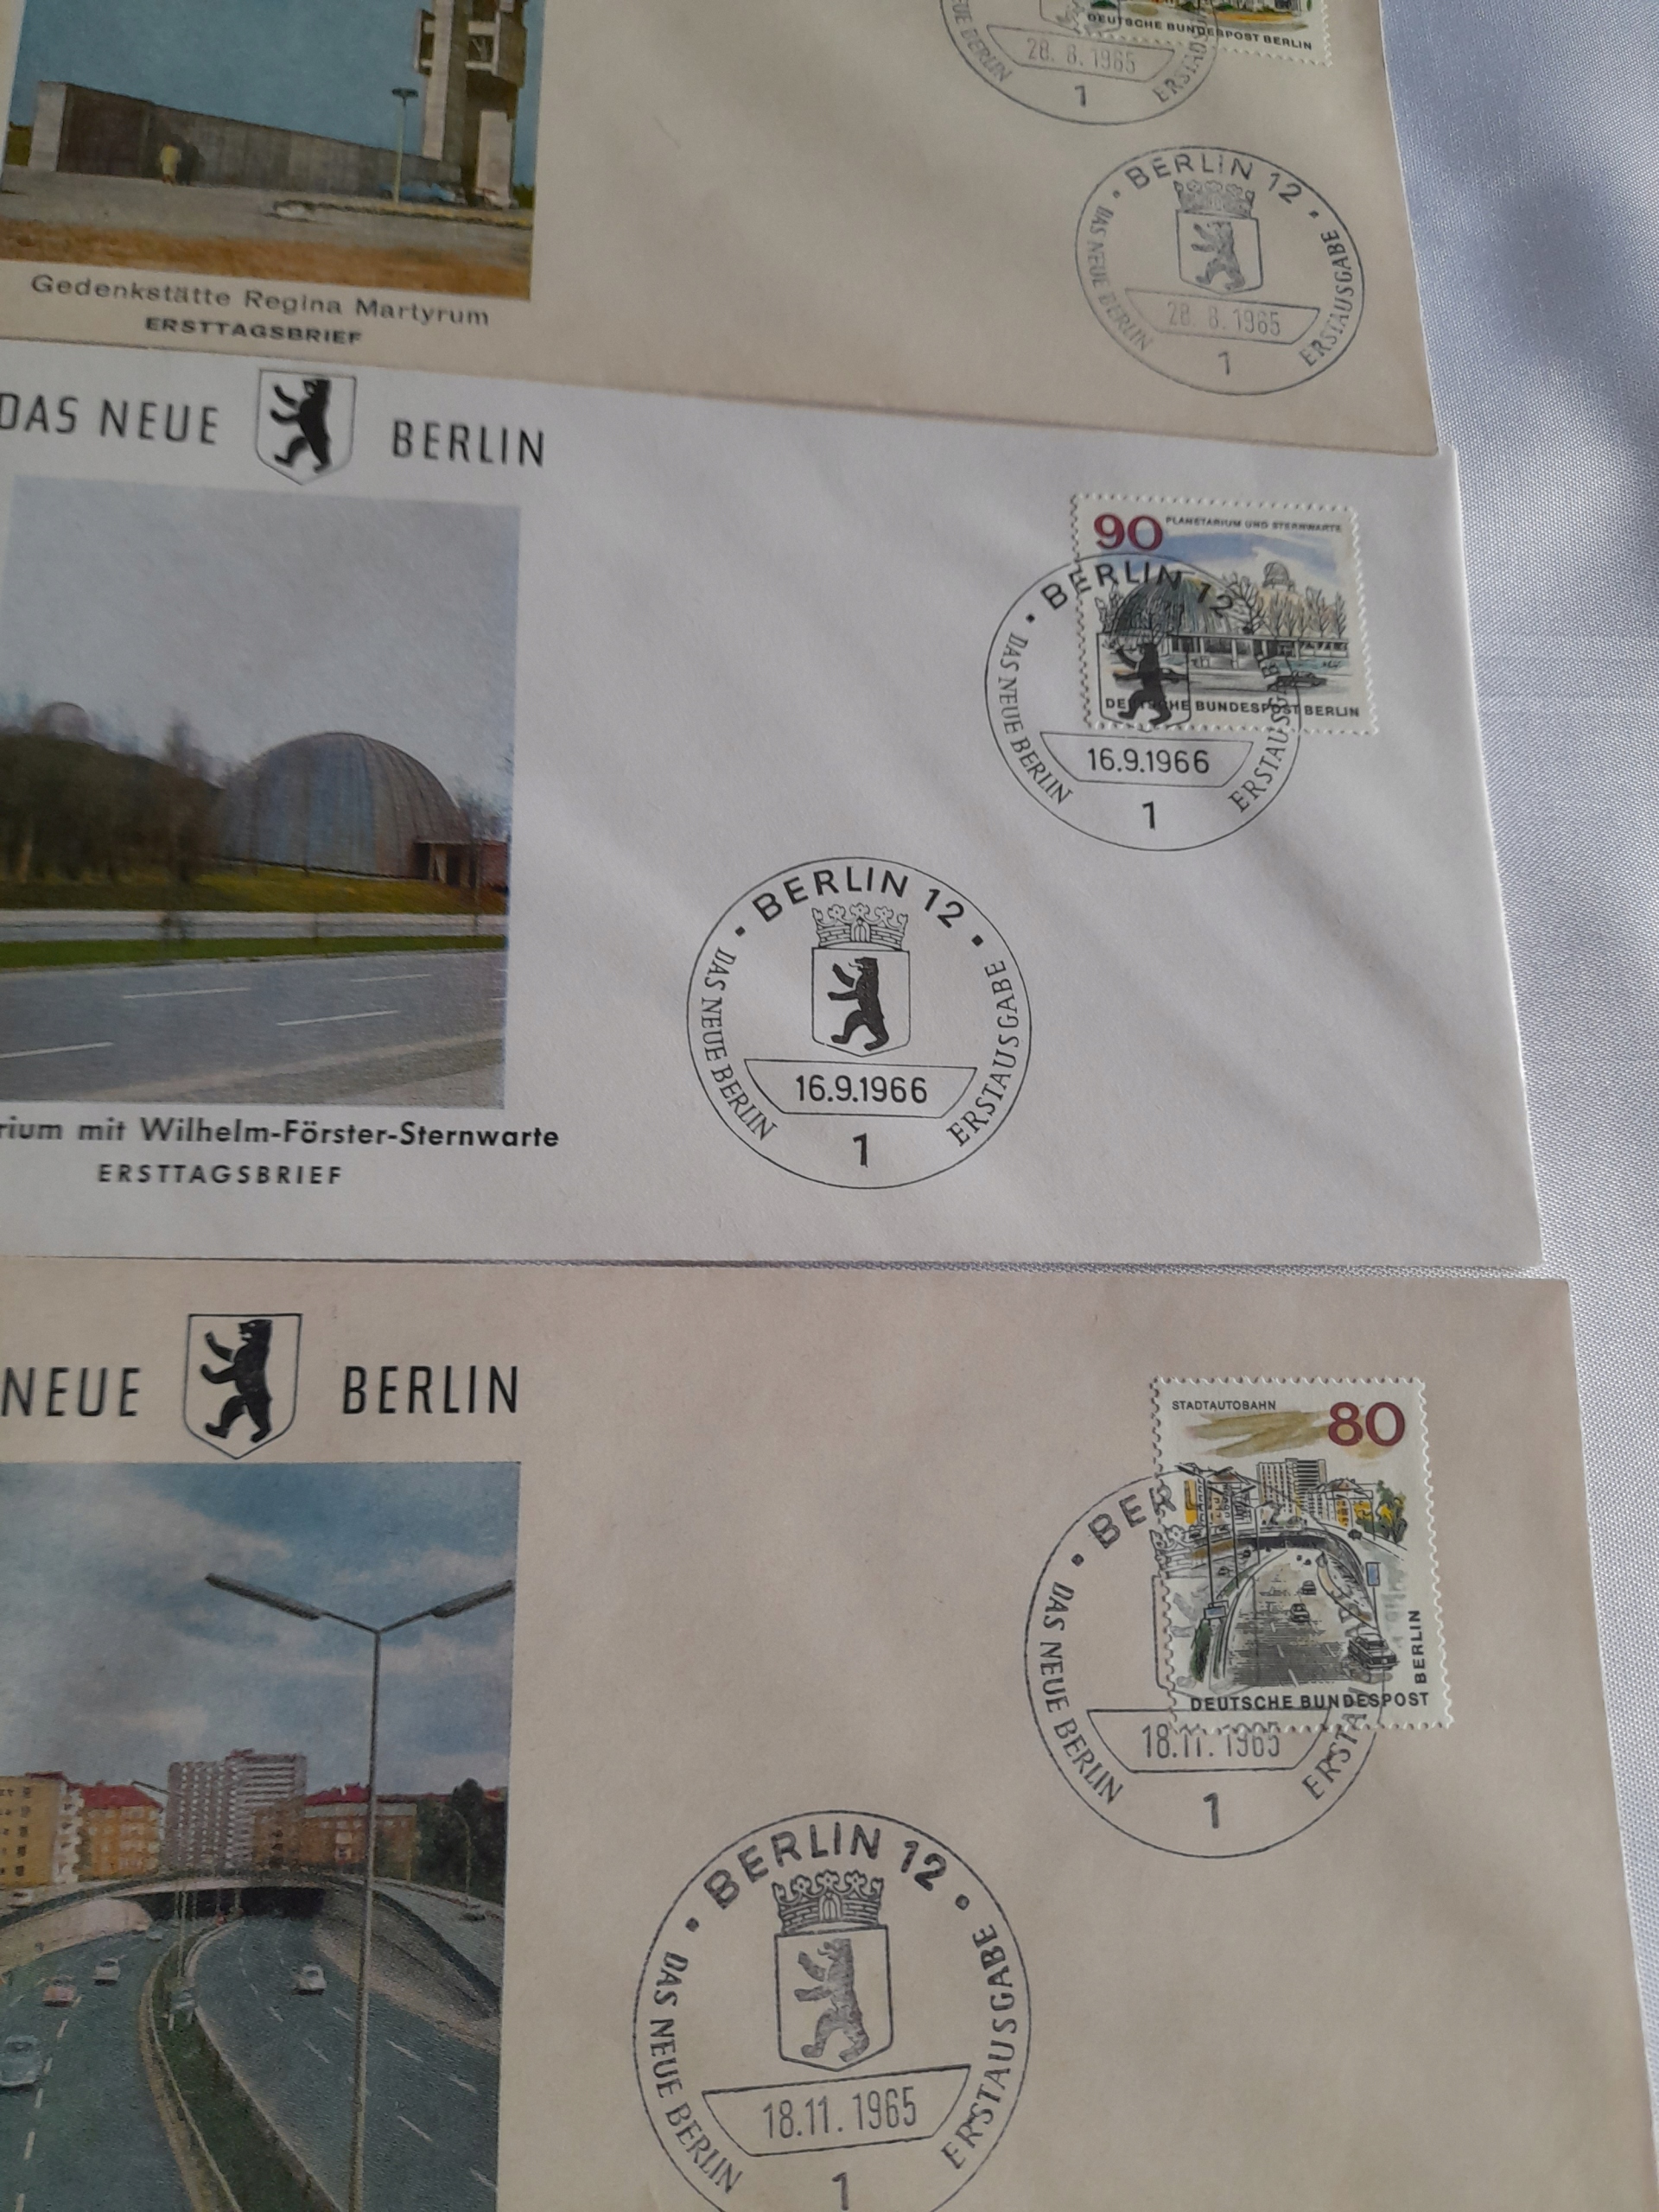 DEUTSCHE BUNDESPOST BERLIN
28. 8. 1965
1
BERLIN 12
DAS NEUE BERLIN
ERSTAUSGABE
28. 8. 1965
1
Gedenkstätte Regina Martyrum
ERSTTAGSBRIEF
DAS NEUE BERLIN
90 PLANETARIUM UND STERNWARTE
DEUTSCHE BUNDESPOST BERLIN
BERLIN 12
DAS NEUE BERLIN
ERSTAUSGABE
16.9.1966
1
BERLIN 12
DAS NEUE BERLIN
ERSTAUSGABE
16.9.1966
1
rium mit Wilhelm-Förster-Sternwarte
ERSTTAGSBRIEF
NEUE BERLIN
STADTAUTOBAHN 80
DEUTSCHE BUNDESPOST
BERLIN
BER
DAS NEUE BERLIN
18.11.1965
1
BERLIN 12
DAS NEUE BERLIN
ERSTAUSGABE
18.11.1965
1